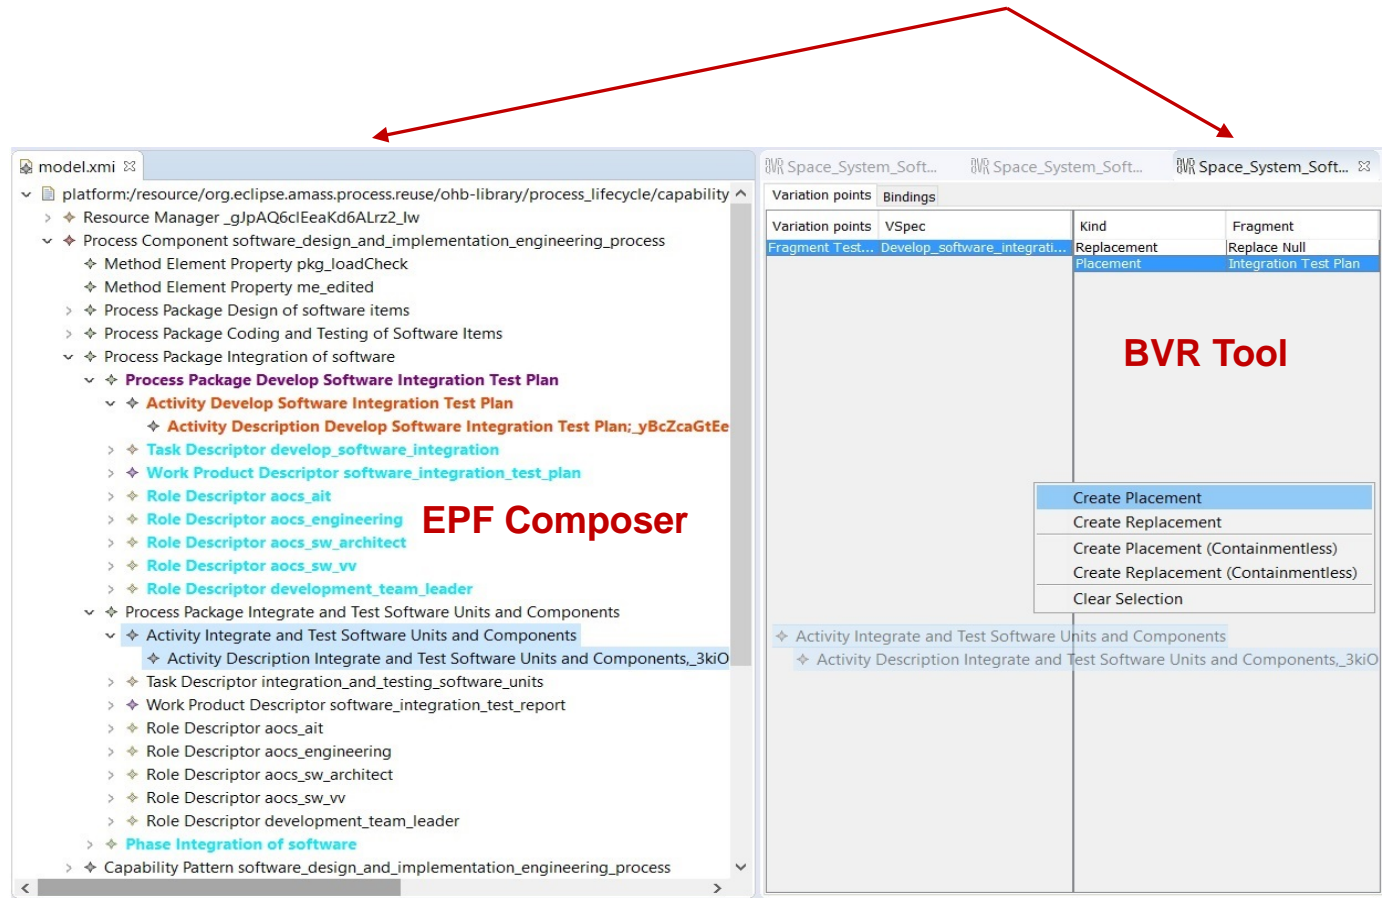 model.xmi
platform:/resource/org.eclipse.amass.process.reuse/ohb-library/process_lifecycle/capability
Resource Manager _gJpAQ6clEeaKd6ALrz2_lw
Process Component software_design_and_implementation_engineering_process
Method Element Property pkg_loadCheck
Method Element Property me_edited
Process Package Design of software items
Process Package Coding and Testing of Software Items
Process Package Integration of software
Process Package Develop Software Integration Test Plan
Activity Develop Software Integration Test Plan
Activity Description Develop Software Integration Test Plan;_yBcZcaGtEe
Task Descriptor develop_software_integration
Work Product Descriptor software_integration_test_plan
Role Descriptor aocs_ait
Role Descriptor aocs_engineering
Role Descriptor aocs_sw_architect
Role Descriptor aocs_sw_vv
Role Descriptor development_team_leader
Process Package Integrate and Test Software Units and Components
Activity Integrate and Test Software Units and Components
Activity Description Integrate and Test Software Units and Components,_3kiO
Task Descriptor integration_and_testing_software_units
Work Product Descriptor software_integration_test_report
Role Descriptor aocs_ait
Role Descriptor aocs_engineering
Role Descriptor aocs_sw_architect
Role Descriptor aocs_sw_vv
Role Descriptor development_team_leader
Phase Integration of software
Capability Pattern software_design_and_implementation_engineering_process
EPF Composer
BVR Space_System_Soft... BVR Space_System_Soft... BVR Space_System_Soft...
Variation points Bindings
Variation points VSpec Kind Fragment
Fragment Test... Develop_software_integrati... Replacement Replace Null
Placement Integration Test Plan
BVR Tool
Create Placement
Create Replacement
Create Placement (Containmentless)
Create Replacement (Containmentless)
Clear Selection
Activity Integrate and Test Software Units and Components
Activity Description Integrate and Test Software Units and Components,_3kiO